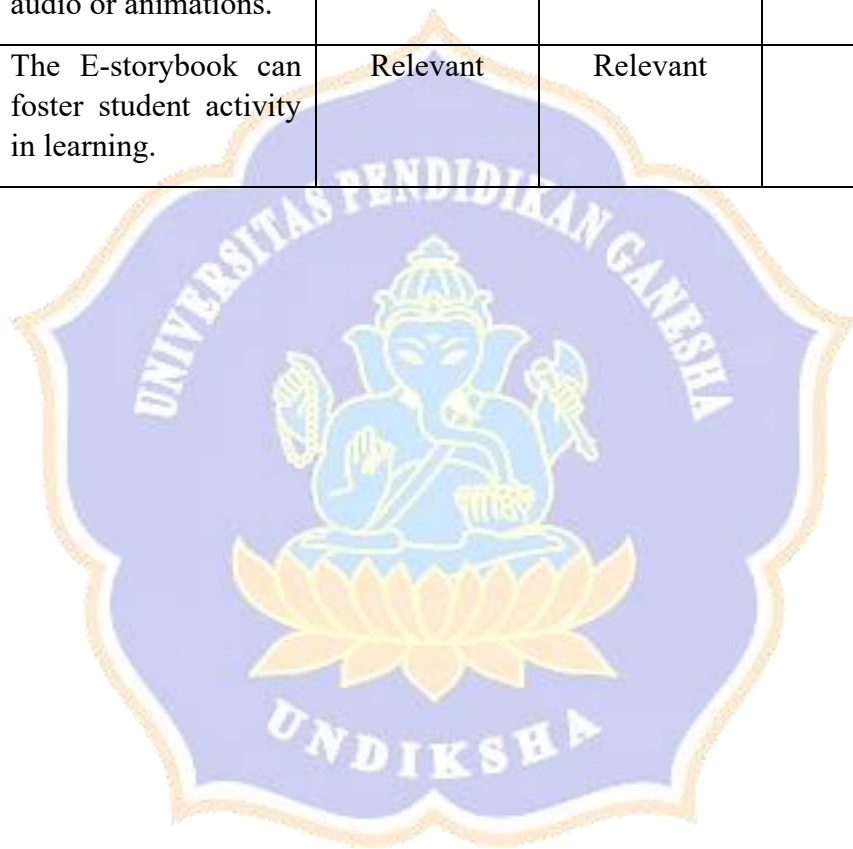 audio or animations.
The E-storybook can
foster student activity
in learning.
Relevant
Relevant
UNIVERSITAS PENDIDIKAN GANESHA
UNDIKSHA